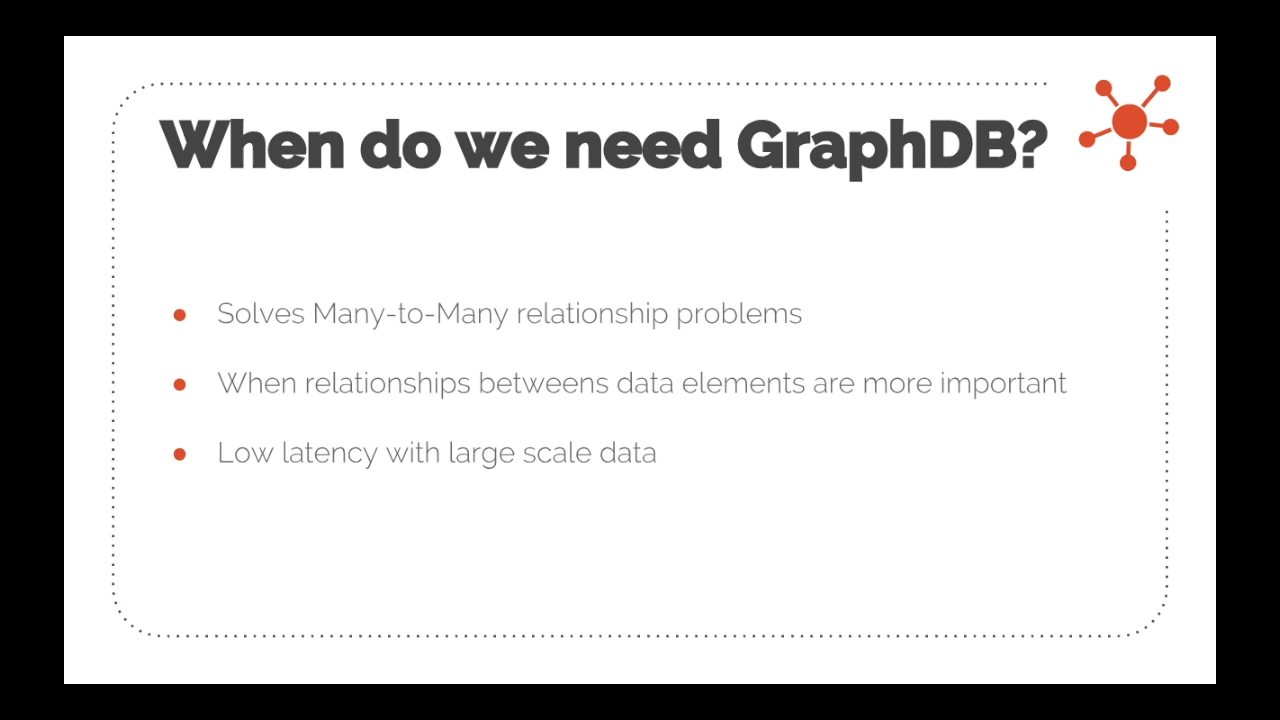 When do we need GraphDB?
Solves Many-to-Many relationship problems
When relationships betweens data elements are more important
Low latency with large scale data